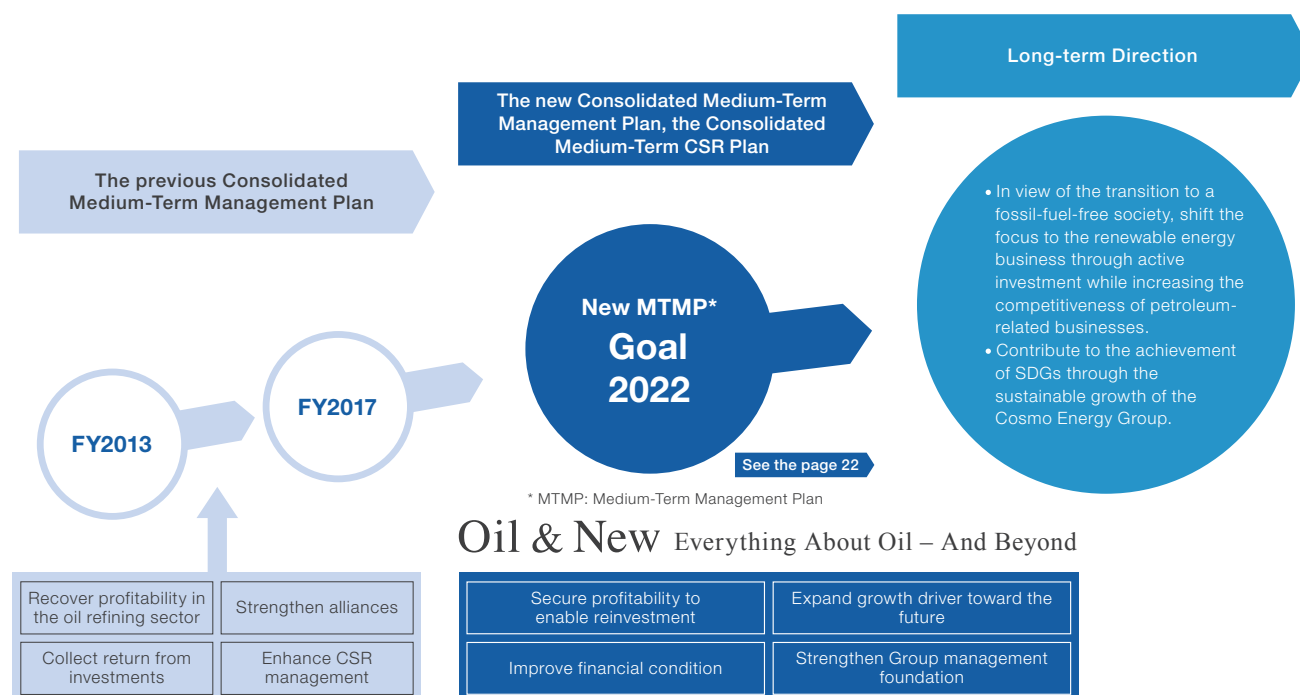 The previous Consolidated
Medium-Term Management Plan
The new Consolidated Medium-Term
Management Plan, the Consolidated
Medium-Term CSR Plan
Long-term Direction
FY2013
FY2017
New MTMP*
Goal
2022
See the page 22
* MTMP: Medium-Term Management Plan
• In view of the transition to a
fossil-fuel-free society, shift the
focus to the renewable energy
business through active
investment while increasing the
competitiveness of petroleum-
related businesses.
• Contribute to the achievement
of SDGs through the
sustainable growth of the
Cosmo Energy Group.
Oil & New Everything About Oil – And Beyond
Recover profitability in
the oil refining sector
Strengthen alliances
Collect return from
investments
Enhance CSR
management
Secure profitability to
enable reinvestment
Expand growth driver toward the
future
Improve financial condition
Strengthen Group management
foundation